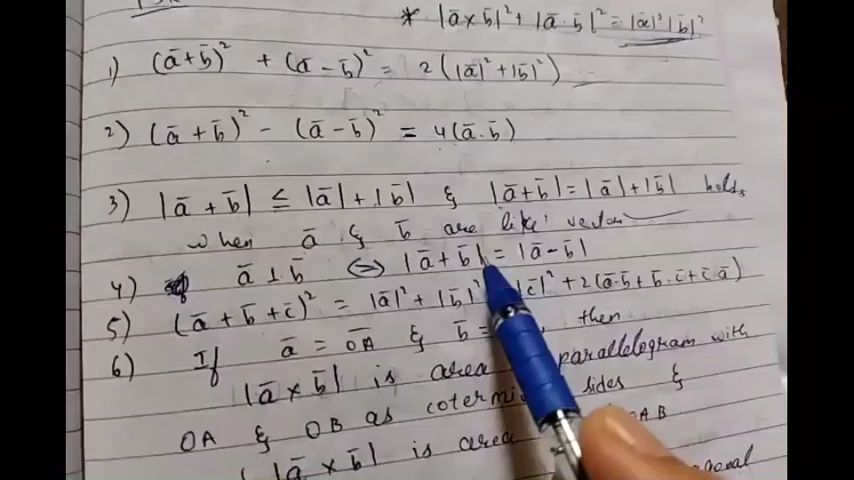 * |ā×b̄|²+ |ā·b̄|² = |ā|²|b̄|²
1) (ā+b̄)² + (ā-b̄)² = 2(|ā|²+|b̄|²)
2) (ā+b̄)² - (ā-b̄)² = 4(ā·b̄)
3) |ā+b̄| ≤ |ā|+|b̄| & |ā+b̄|=|ā|+|b̄| holds
when ā & b̄ are 'like' vector
4) ā⊥b̄ ⇔ |ā+b̄| = |ā-b̄|
5) (ā+b̄+c̄)² = |ā|²+|b̄|² |c̄|²+2(ā·b̄+b̄·c̄+c̄·ā)
6) If ā = OA & b̄ = , then
|ā×b̄| is area parallelogram with
OA & OB as sides &
|ā×b̄| is area OAB